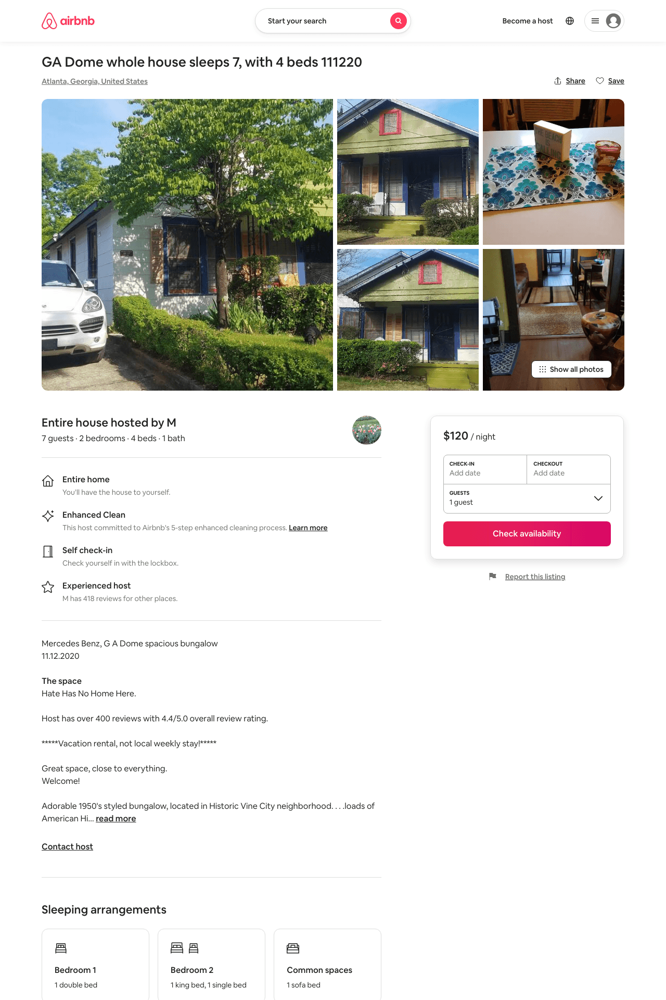 airbnb
Start your search
Become a host
GA Dome whole house sleeps 7, with 4 beds 111220
Atlanta, Georgia, United States
Share
Save
THE BEACH
IS
CALLING
Show all photos
Entire house hosted by M
7 guests · 2 bedrooms · 4 beds · 1 bath
$120 / night
CHECK-IN
Add date
CHECKOUT
Add date
GUESTS
1 guest
Check availability
Report this listing
Entire home
You'll have the house to yourself.
Enhanced Clean
This host committed to Airbnb's 5-step enhanced cleaning process. Learn more
Self check-in
Check yourself in with the lockbox.
Experienced host
M has 418 reviews for other places.
Mercedes Benz, G A Dome spacious bungalow
11.12.2020
The space
Hate Has No Home Here.
Host has over 400 reviews with 4.4/5.0 overall review rating.
*****Vacation rental, not local weekly stay!*****
Great space, close to everything.
Welcome!
Adorable 1950's styled bungalow, located in Historic Vine City neighborhood. . . .loads of
American Hi... read more
Contact host
Sleeping arrangements
Bedroom 1
1 double bed
Bedroom 2
1 king bed, 1 single bed
Common spaces
1 sofa bed